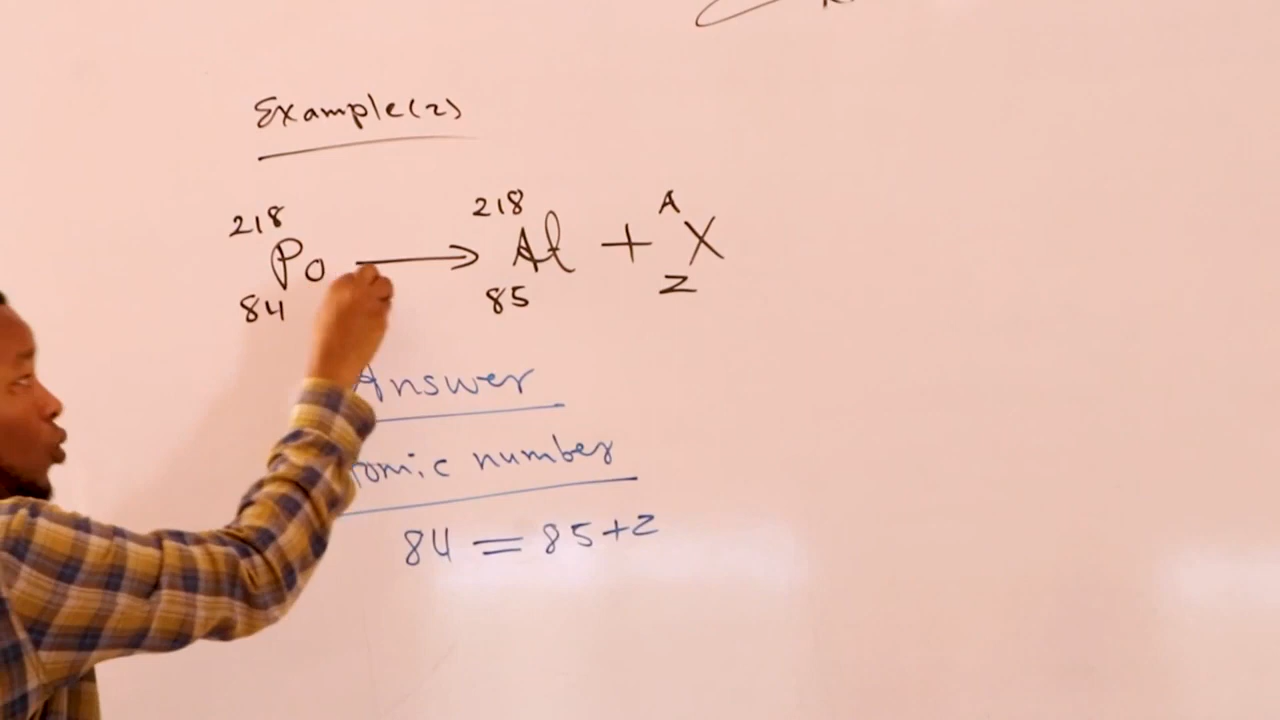 Example(2)
218 218 A
Po → At + X
84 85 Z
Answer
omic number
84 = 85+Z